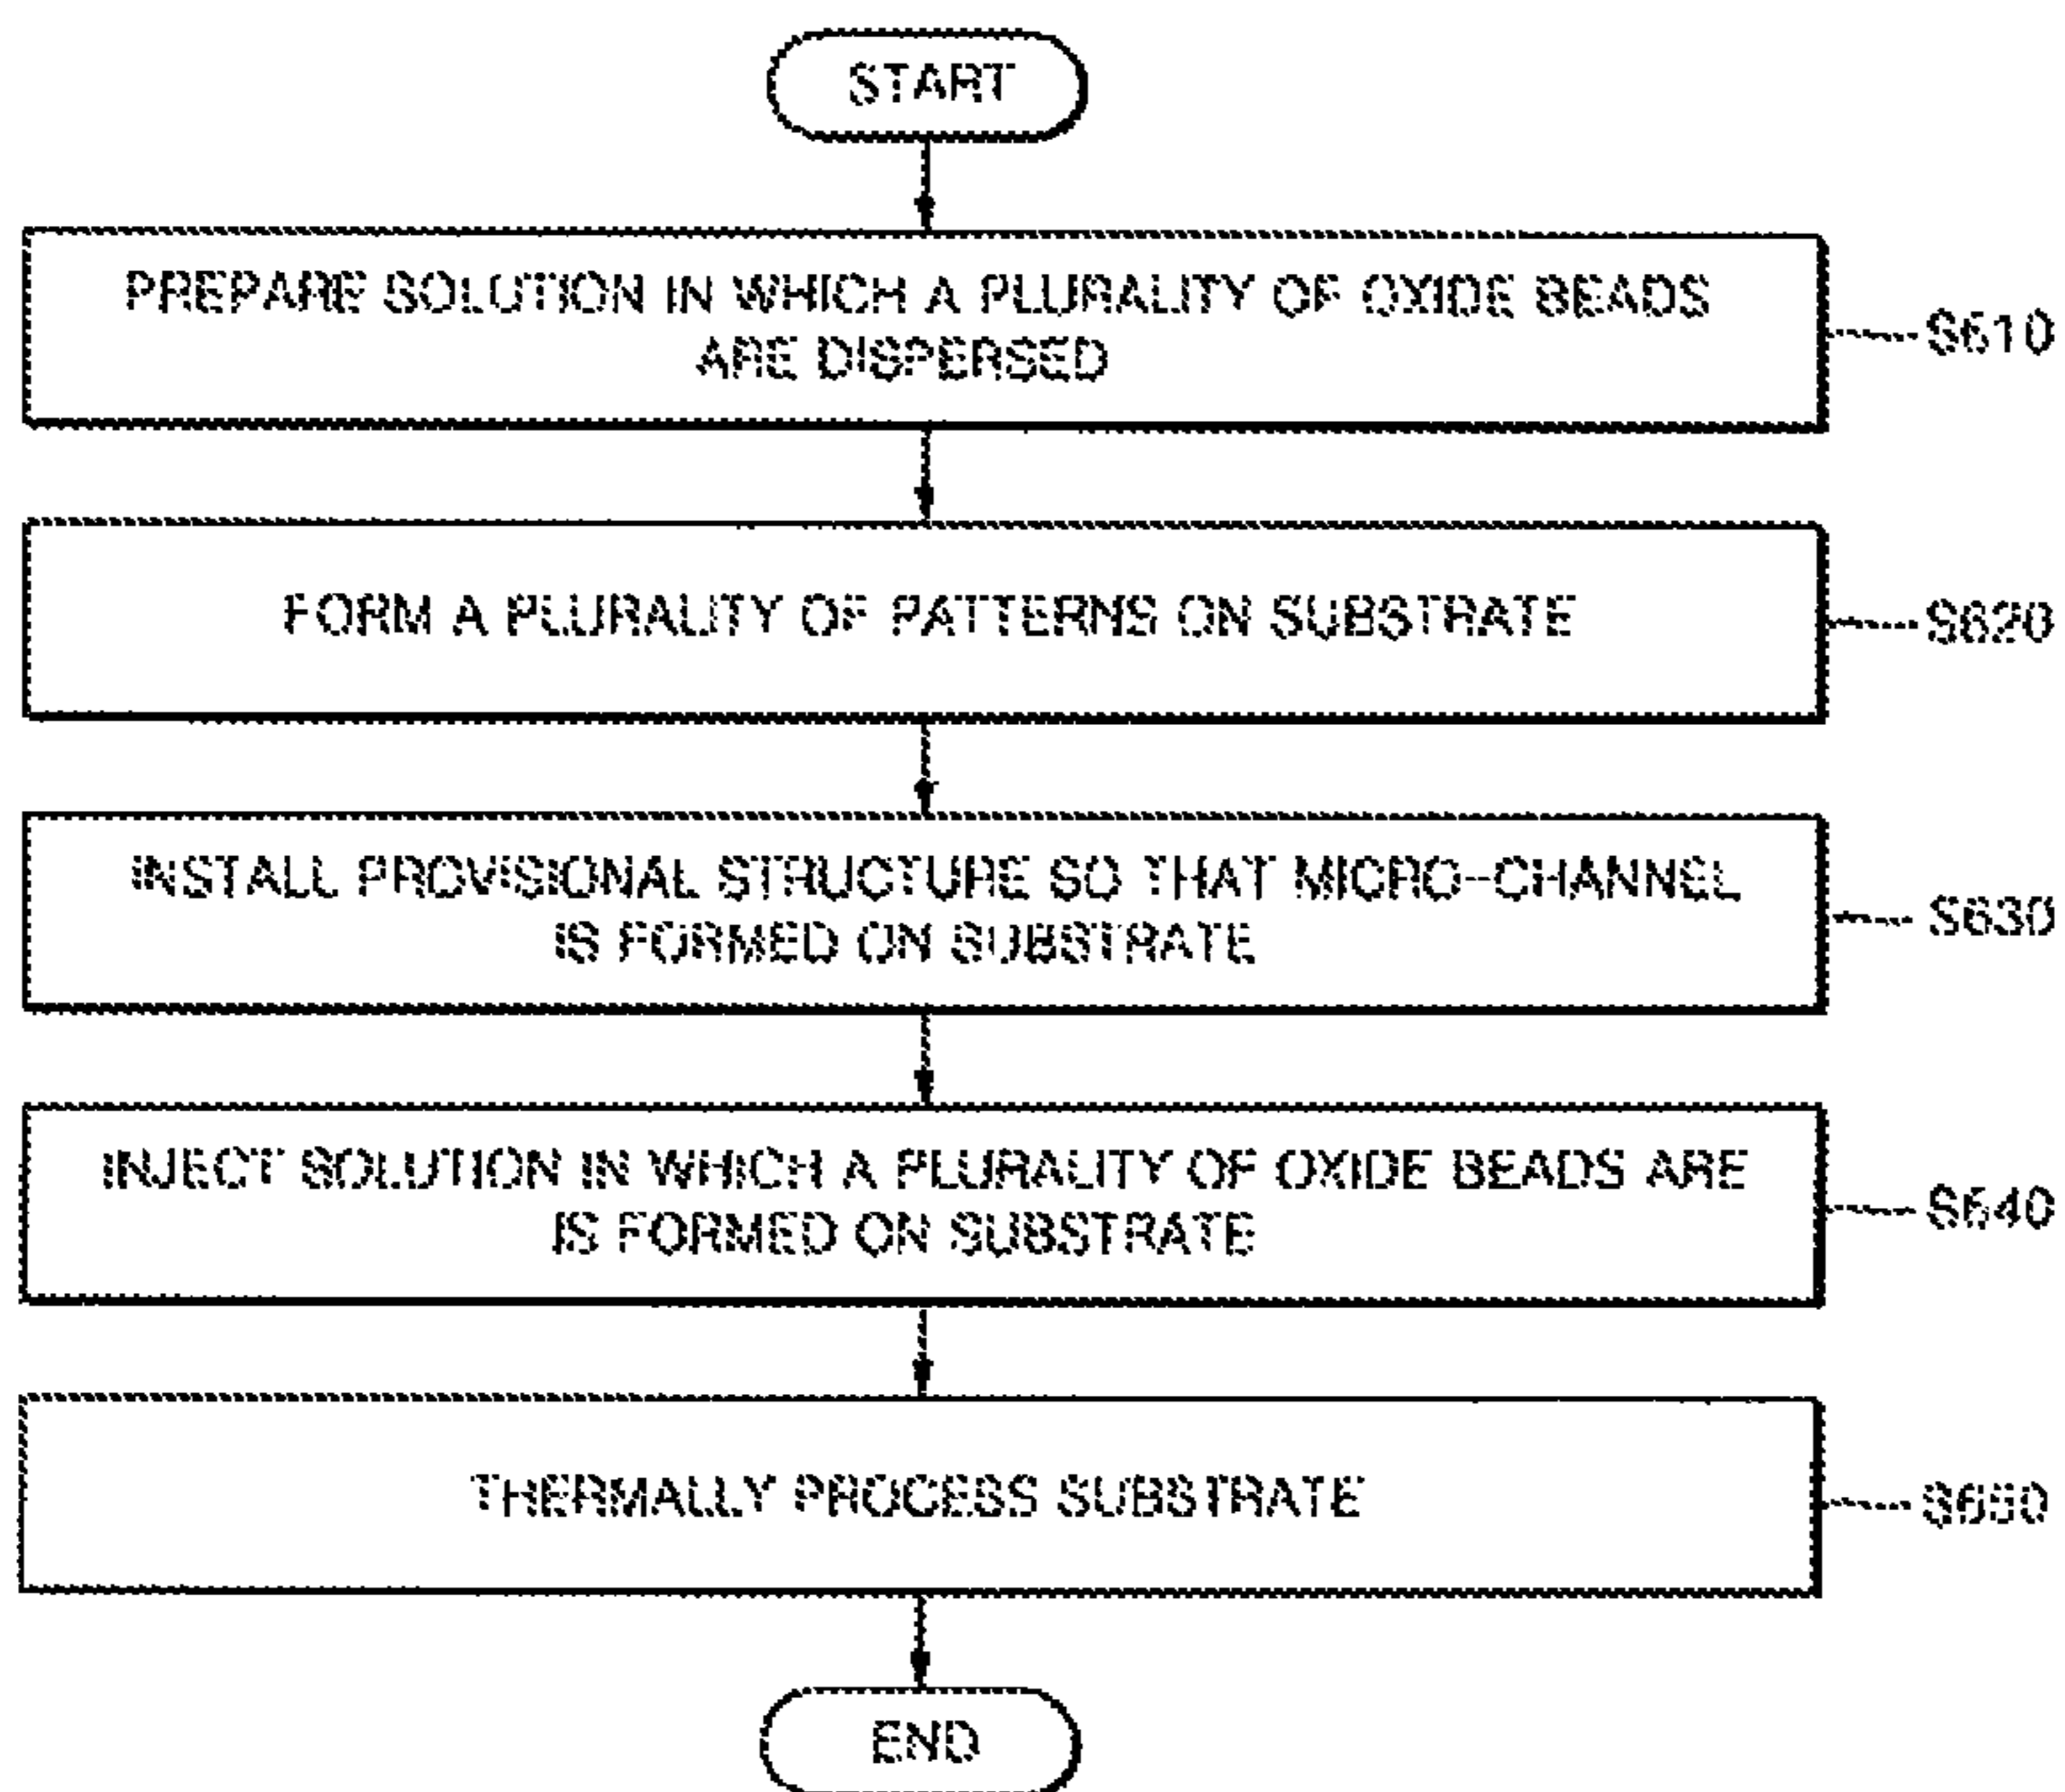 START
PREPARE SOLUTION IN WHICH A PLURALITY OF OXIDE BEADS
ARE DISPERSED
S610
FORM A PLURALITY OF PATTERNS ON SUBSTRATE
S620
INSTALL PROVISIONAL STRUCTURE SO THAT MICRO-CHANNEL
IS FORMED ON SUBSTRATE
S630
INJECT SOLUTION IN WHICH A PLURALITY OF OXIDE BEADS ARE
IS FORMED ON SUBSTRATE
S640
THERMALLY PROCESS SUBSTRATE
S650
END